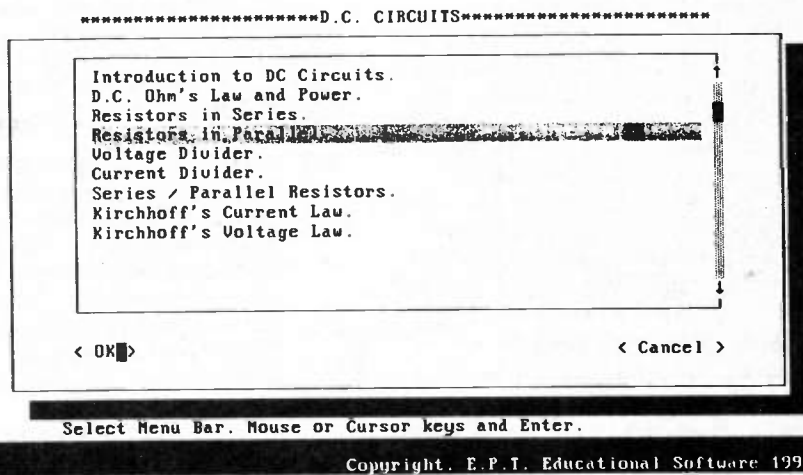 **********************D.C. CIRCUITS***********************
Introduction to DC Circuits.
D.C. Ohm's Law and Power.
Resistors in Series.
Resistors in Parallel
Voltage Divider.
Current Divider.
Series / Parallel Resistors.
Kirchhoff's Current Law.
Kirchhoff's Voltage Law.
< OK >
< Cancel >
Select Menu Bar. Mouse or Cursor keys and Enter.
Copyright. E.P.T. Educational Software 199